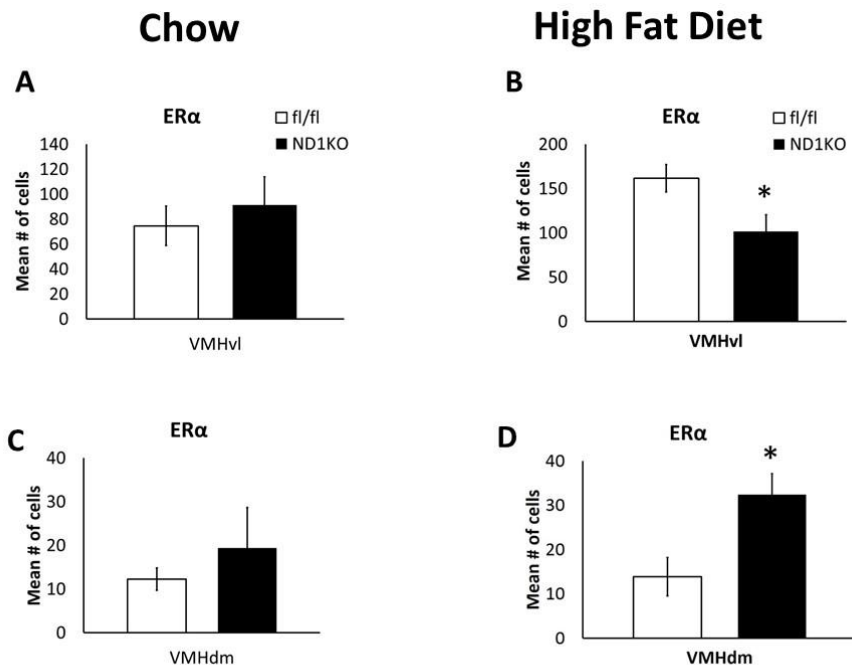 Chow
High Fat Diet
A
ERα
fl/fl
ND1KO
140
120
100
80
60
40
20
0
Mean # of cells
VMHvl
B
ERα
fl/fl
ND1KO
200
150
100
50
0
Mean # of cells
*
VMHvl
C
ERα
40
30
20
10
0
Mean # of cells
VMHdm
D
ERα
40
30
20
10
0
Mean # of cells
*
VMHdm